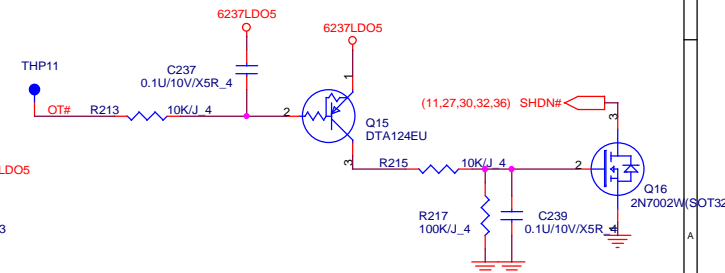 6237LDO5
6237LDO5
THP11
C237
0.1U/10V/X5R_4
1
(11,27,30,32,36) SHDN#
OT#
R213
10K/J_4
2
Q15
DTA124EU
3
3
R215
10K/J_4
2
LDO5
Q16
2N7002W(SOT32
R217
100K/J_4
C239
0.1U/10V/X5R_4
3
A